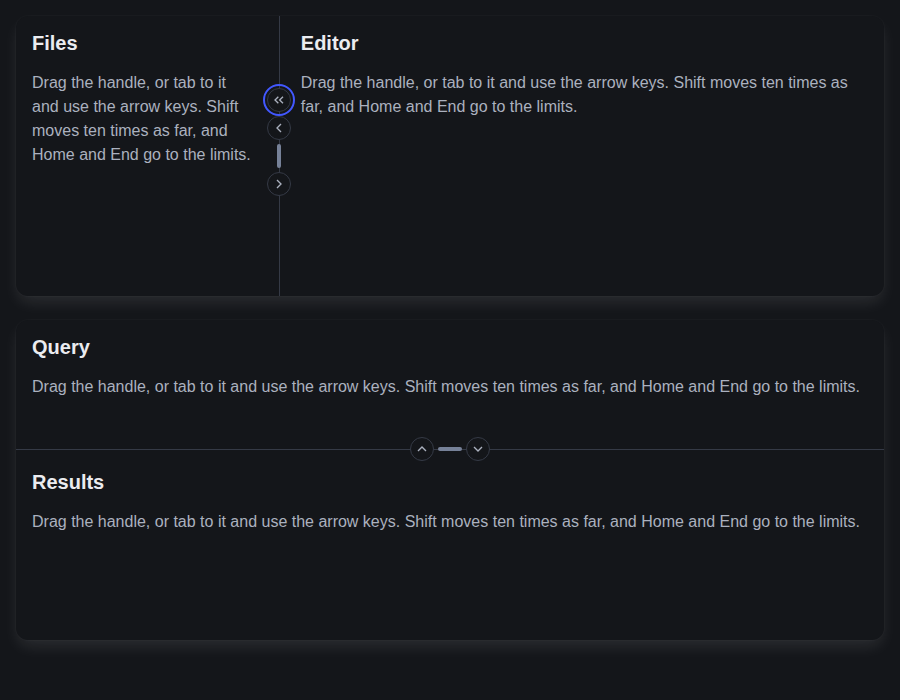 Files
Drag the handle, or tab to it
and use the arrow keys. Shift
moves ten times as far, and
Home and End go to the limits.
Editor
Drag the handle, or tab to it and use the arrow keys. Shift moves ten times as
far, and Home and End go to the limits.
Query
Drag the handle, or tab to it and use the arrow keys. Shift moves ten times as far, and Home and End go to the limits.
Results
Drag the handle, or tab to it and use the arrow keys. Shift moves ten times as far, and Home and End go to the limits.